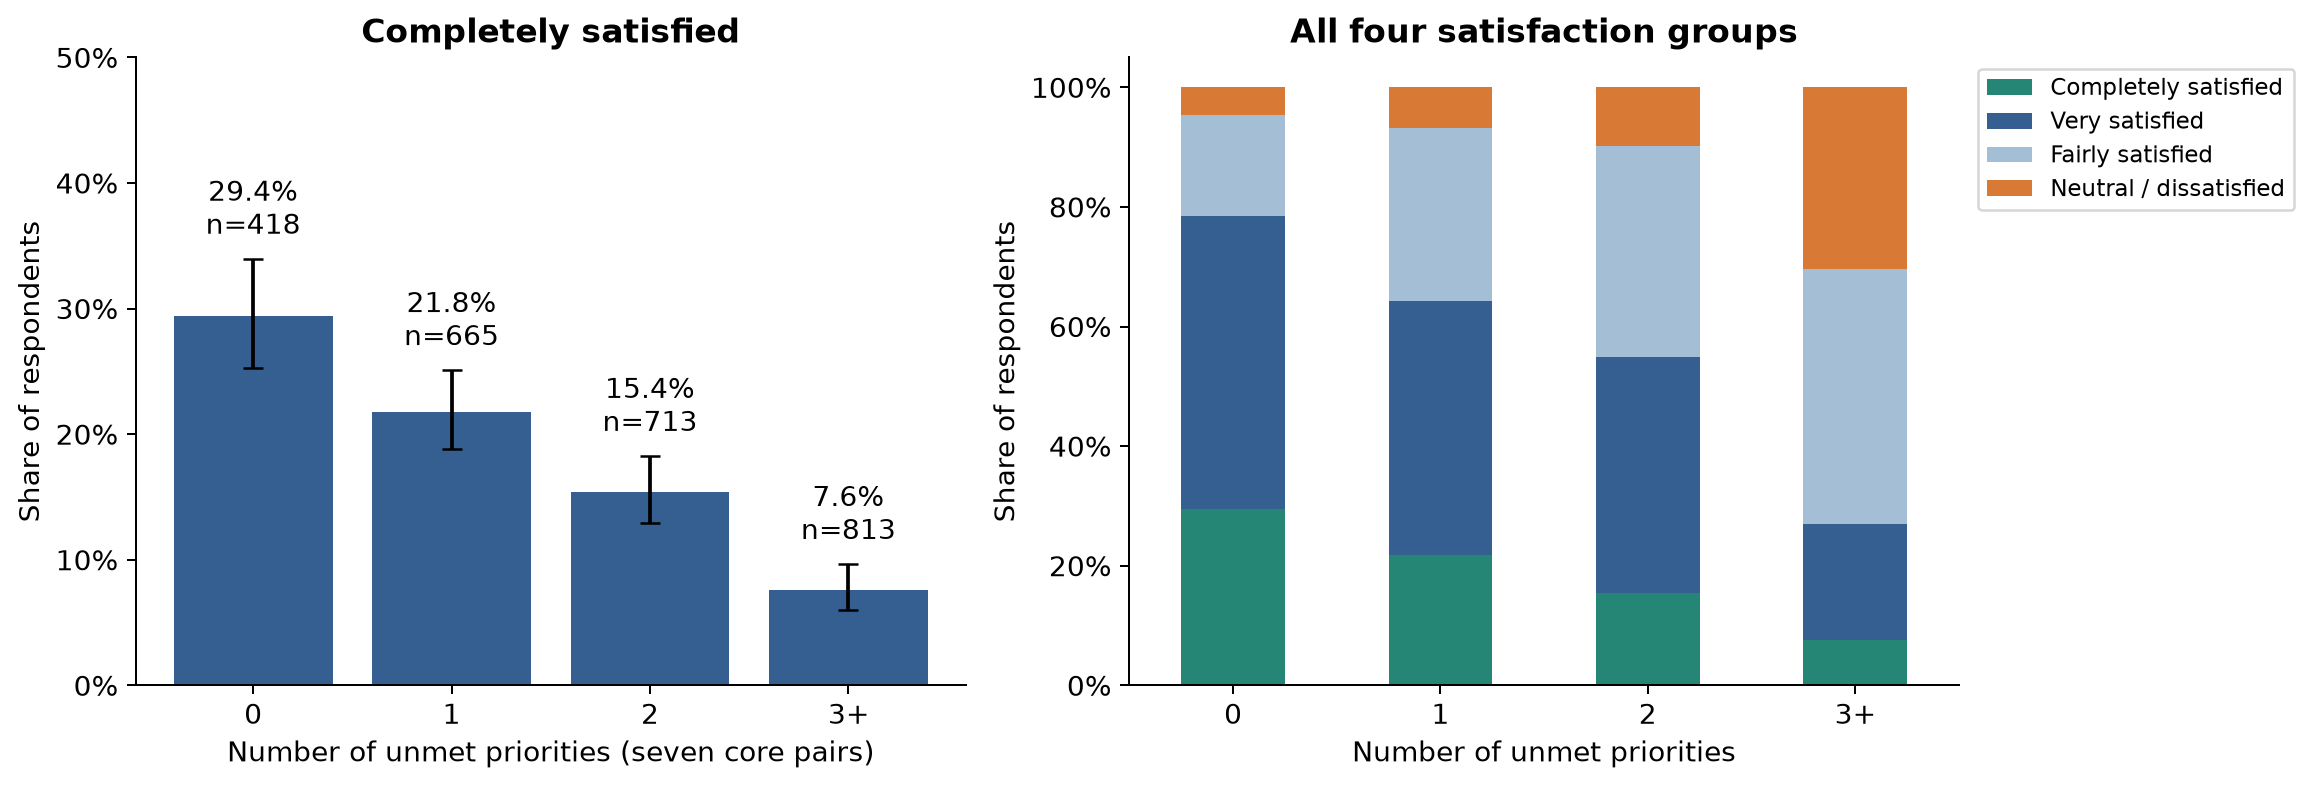 Completely satisfied
50%
40%
30%
20%
10%
0%
Share of respondents
29.4%
n=418
21.8%
n=665
15.4%
n=713
7.6%
n=813
0
1
2
3+
Number of unmet priorities (seven core pairs)
All four satisfaction groups
100%
80%
60%
40%
20%
0%
Share of respondents
0
1
2
3+
Number of unmet priorities
Completely satisfied
Very satisfied
Fairly satisfied
Neutral / dissatisfied